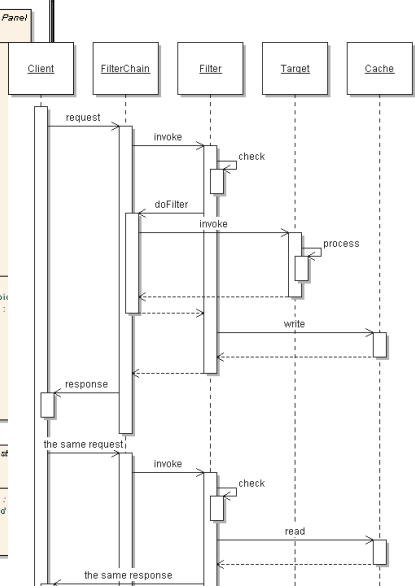 Panel
Client
FilterChain
Filter
Target
Cache
request
invoke
check
doFilter
invoke
process
write
response
the same request
invoke
check
read
the same response